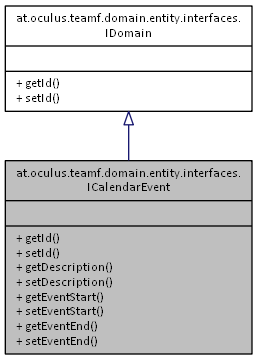 at.oculus.teamf.domain.entity.interfaces.
IDomain
+ getId()
+ setId()
at.oculus.teamf.domain.entity.interfaces.
ICalendarEvent
+ getId()
+ setId()
+ getDescription()
+ setDescription()
+ getEventStart()
+ setEventStart()
+ getEventEnd()
+ setEventEnd()